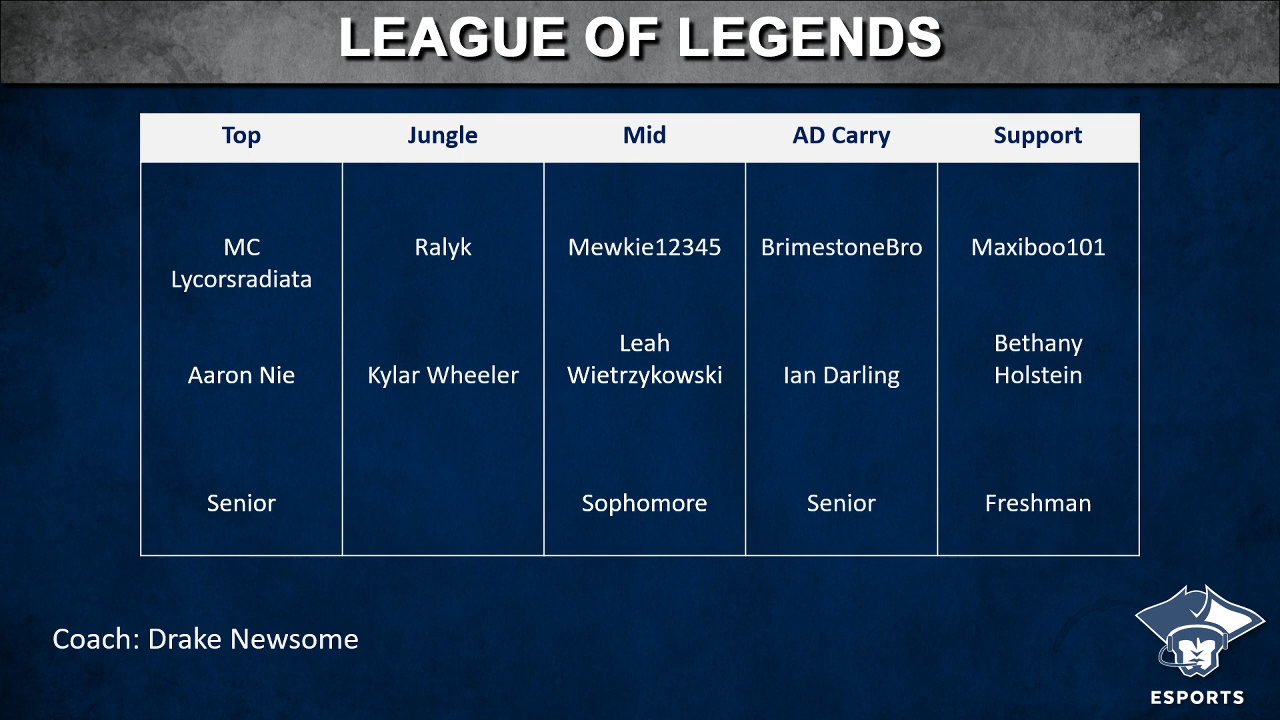 LEAGUE OF LEGENDS
Top Jungle Mid AD Carry Support
MC Ralyk Mewkie12345 BrimestoneBro Maxiboo101
Lycorsradiata
Leah Bethany
Aaron Nie Kylar Wheeler Wietrzykowski Ian Darling Holstein
Senior Sophomore Senior Freshman
Coach: Drake Newsome
ESPORTS